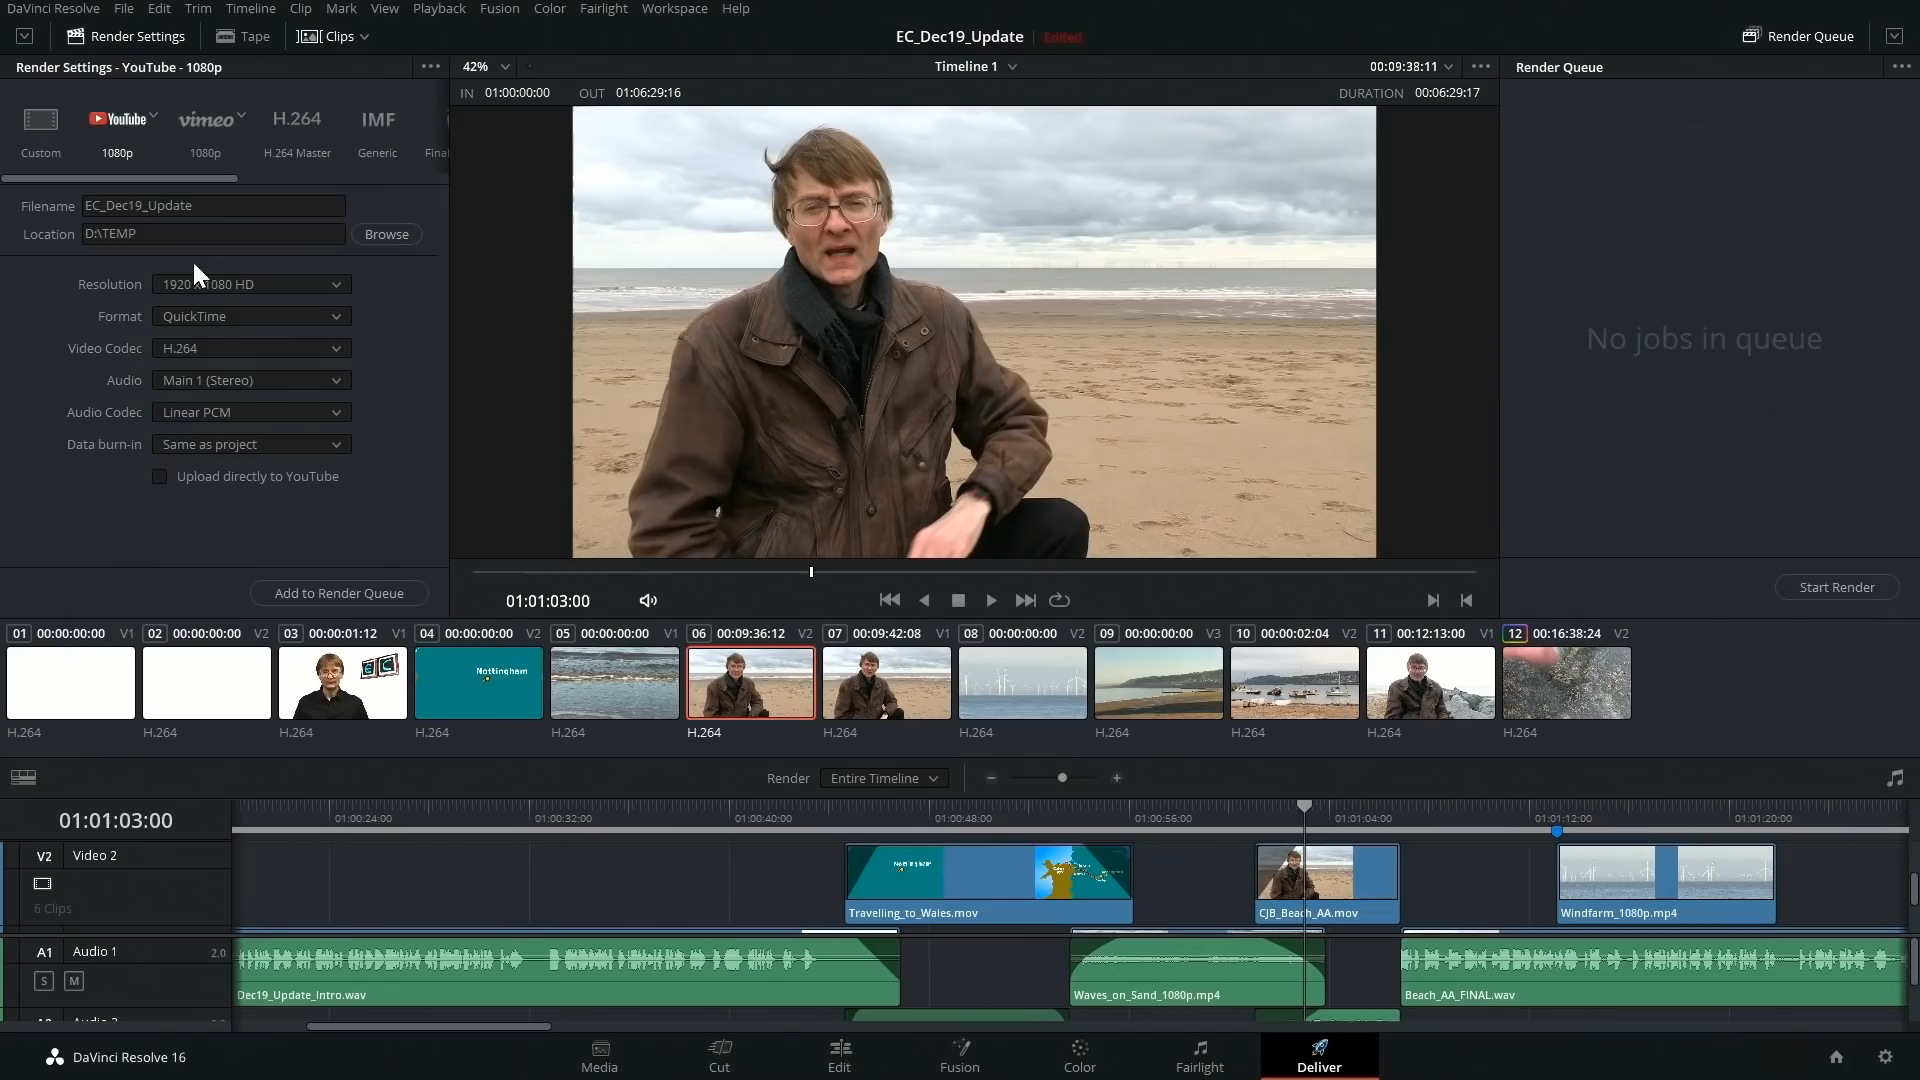 DaVinci Resolve File Edit Trim Timeline Clip Mark View Playback Fusion Color Fairlight Workspace Help
Render Settings Tape Clips EC_Dec19_Update Edited Render Queue
Render Settings - YouTube - 1080p 42% Timeline 1 00:09:38:11 Render Queue
IN 01:00:00:00 OUT 01:06:29:16 DURATION 00:06:29:17
YouTube vimeo H.264 IMF
Custom 1080p 1080p H.264 Master Generic Final
Filename EC_Dec19_Update
Location D:\TEMP Browse
Resolution 1920 x 1080 HD
Format QuickTime
Video Codec H.264
Audio Main 1 (Stereo)
Audio Codec Linear PCM
Data burn-in Same as project
Upload directly to YouTube
No jobs in queue
Add to Render Queue
01:01:03:00
Start Render
01 00:00:00:00 V1 02 00:00:00:00 V2 03 00:00:01:12 V1 04 00:00:00:00 V2 05 00:00:00:00 V1 06 00:09:36:12 V2 07 00:09:42:08 V1 08 00:00:00:00 V2 09 00:00:00:00 V3 10 00:00:02:04 V2 11 00:12:13:00 V1 12 00:16:38:24 V2
EC Nottingham
H.264 H.264 H.264 H.264 H.264 H.264 H.264 H.264 H.264 H.264 H.264 H.264
Render Entire Timeline
01:01:03:00 01:00:24:00 01:00:32:00 01:00:40:00 01:00:48:00 01:00:56:00 01:01:04:00 01:01:12:00 01:01:20:00
V2 Video 2
6 Clips
Travelling_to_Wales.mov CJB_Beach_AA.mov Windfarm_1080p.mp4
A1 Audio 1 2.0
S M
Dec19_Update_Intro.wav Waves_on_Sand_1080p.mp4 Beach_AA_FINAL.wav
DaVinci Resolve 16 Media Cut Edit Fusion Color Fairlight Deliver